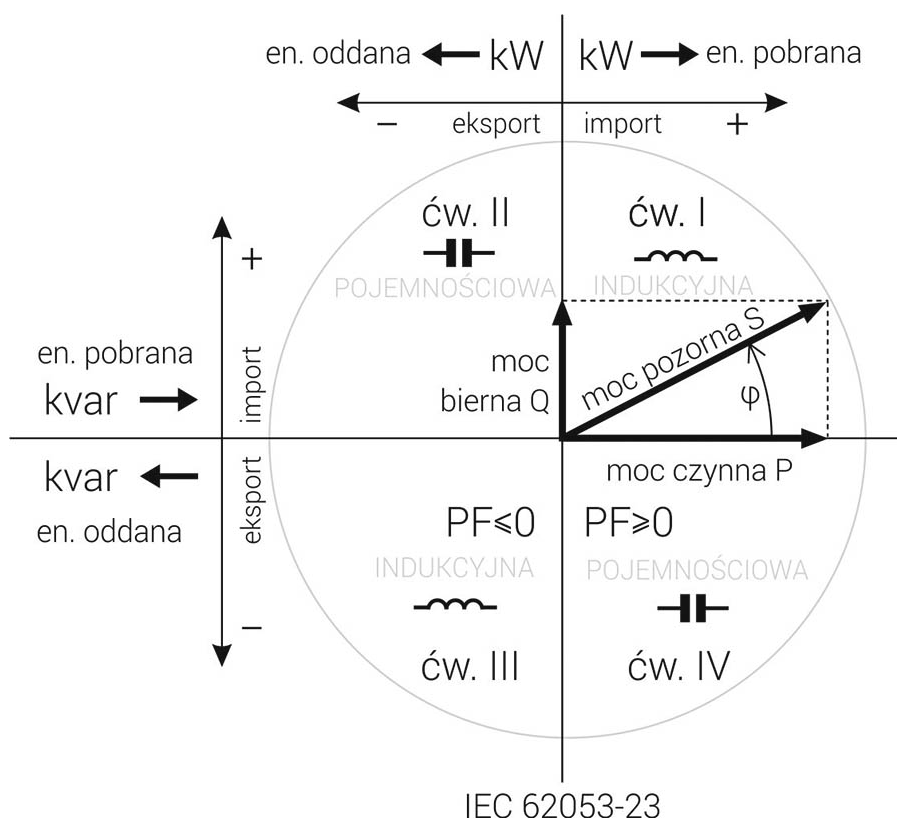 en. oddana kW kW en. pobrana
− eksport import +
ćw. II ćw. I
POJEMNOŚCIOWA INDUKCYJNA
+
import
en. pobrana
kvar
moc
bierna Q
moc pozorna S
φ
moc czynna P
kvar
en. oddana
eksport
−
PF⩽0 PF⩾0
INDUKCYJNA POJEMNOŚCIOWA
ćw. III ćw. IV
IEC 62053-23